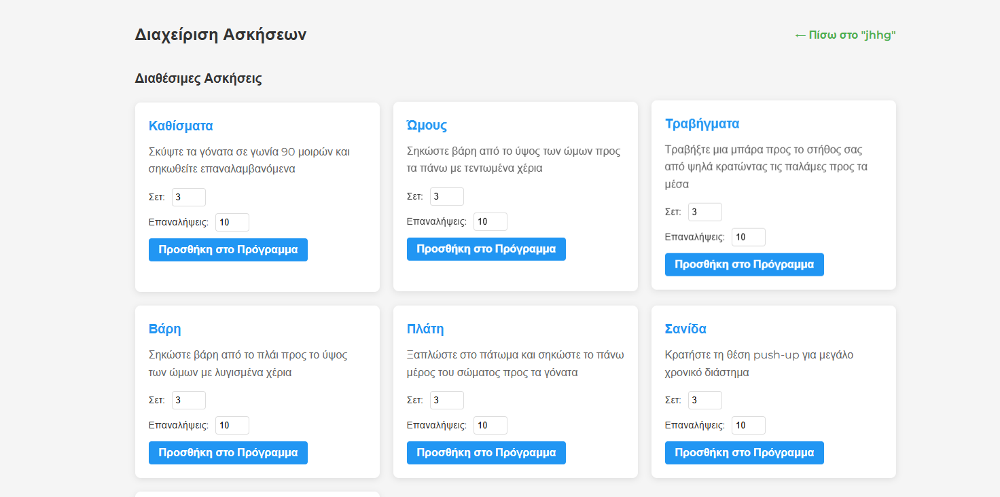 Διαχείριση Ασκήσεων
← Πίσω στο "jhhg"
Διαθέσιμες Ασκήσεις
Καθίσματα
Σκύψτε τα γόνατα σε γωνία 90 μοιρών και
σηκωθείτε επαναλαμβανόμενα
Σετ: 3
Επαναλήψεις: 10
Προσθήκη στο Πρόγραμμα
Ώμους
Σηκώστε βάρη από το ύψος των ώμων προς
τα πάνω με τεντωμένα χέρια
Σετ: 3
Επαναλήψεις: 10
Προσθήκη στο Πρόγραμμα
Τραβήγματα
Τραβήξτε μια μπάρα προς το στήθος σας
από ψηλά κρατώντας τις παλάμες προς τα
μέσα
Σετ: 3
Επαναλήψεις: 10
Προσθήκη στο Πρόγραμμα
Βάρη
Σηκώστε βάρη από το πλάι προς το ύψος
των ώμων με λυγισμένα χέρια
Σετ: 3
Επαναλήψεις: 10
Προσθήκη στο Πρόγραμμα
Πλάτη
Ξαπλώστε στο πάτωμα και σηκώστε το πάνω
μέρος του σώματος προς τα γόνατα
Σετ: 3
Επαναλήψεις: 10
Προσθήκη στο Πρόγραμμα
Σανίδα
Κρατήστε τη θέση push-up για μεγάλο
χρονικό διάστημα
Σετ: 3
Επαναλήψεις: 10
Προσθήκη στο Πρόγραμμα